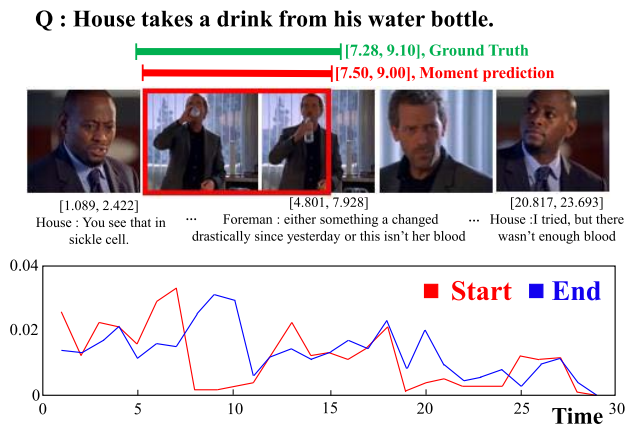 Q : House takes a drink from his water bottle.
[7.28, 9.10], Ground Truth
[7.50, 9.00], Moment prediction
[1.089, 2.422]
House : You see that in
sickle cell.
...
[4.801, 7.928]
Foreman : either something a changed
drastically since yesterday or this isn't her blood
...
[20.817, 23.693]
House :I tried, but there
wasn't enough blood
0.04
0.02
0
Start
End
0
5
10
15
20
25
30
Time